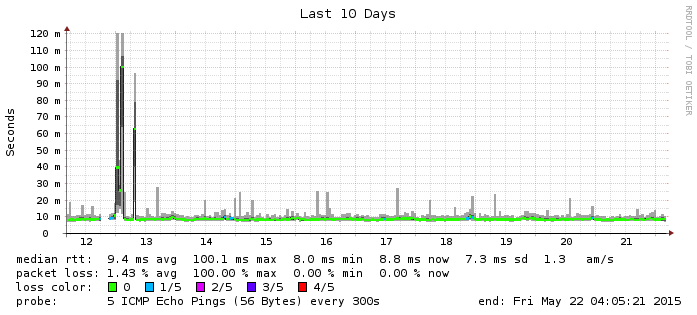 Last 10 Days
RRDTOOL / TOBI OETIKER
Seconds
120 m
110 m
100 m
90 m
80 m
70 m
60 m
50 m
40 m
30 m
20 m
10 m
0
12 13 14 15 16 17 18 19 20 21
median rtt: 9.4 ms avg 100.1 ms max 8.0 ms min 8.8 ms now 7.3 ms sd 1.3 am/s
packet loss: 1.43 % avg 100.00 % max 0.00 % min 0.00 % now
loss color: 0 1/5 2/5 3/5 4/5
probe: 5 ICMP Echo Pings (56 Bytes) every 300s end: Fri May 22 04:05:21 2015